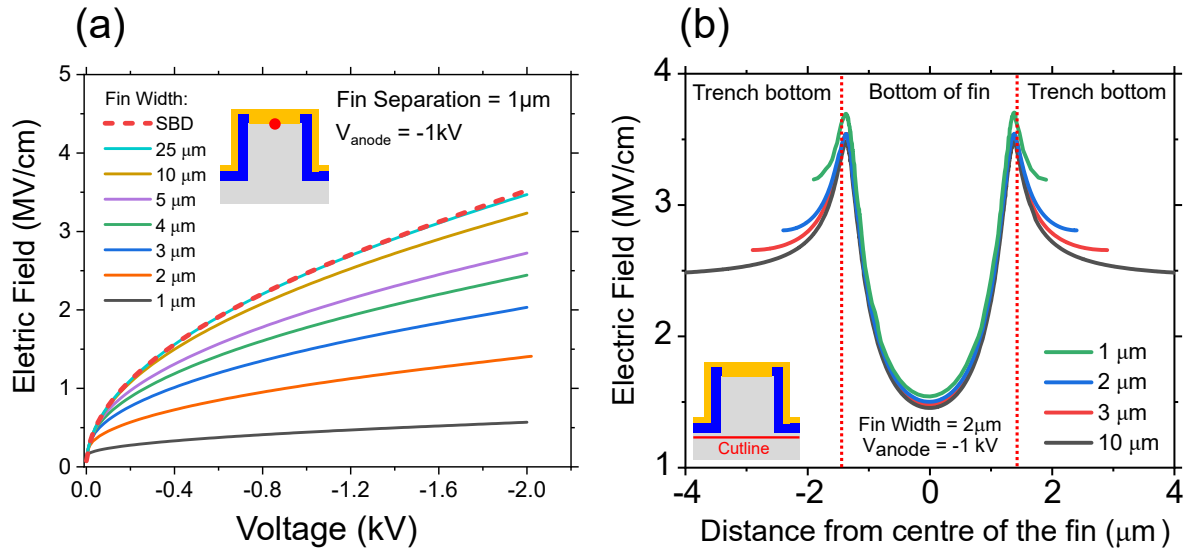 (a)
Eletric Field (MV/cm)
5
4
3
2
1
0
0.0
-0.4
-0.8
-1.2
-1.6
-2.0
Voltage (kV)
Fin Width:
SBD
25 μm
10 μm
5 μm
4 μm
3 μm
2 μm
1 μm
Fin Separation = 1μm
Vanode = -1kV
(b)
Electric Field (MV/cm)
4
3
2
1
-4
-2
0
2
4
Distance from centre of the fin (μm)
Trench bottom
Bottom of fin
Trench bottom
Cutline
Fin Width = 2μm
Vanode = -1 kV
1 μm
2 μm
3 μm
10 μm